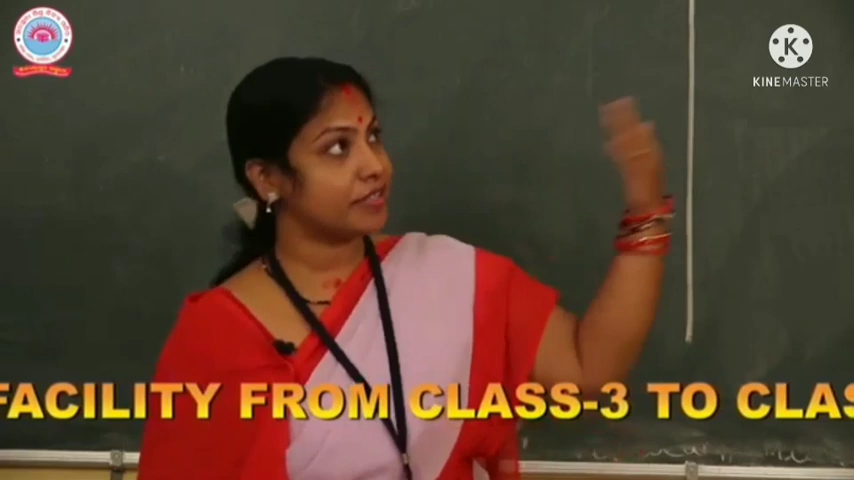 K
KINEMASTER
FACILITY FROM CLASS-3 TO CLAS